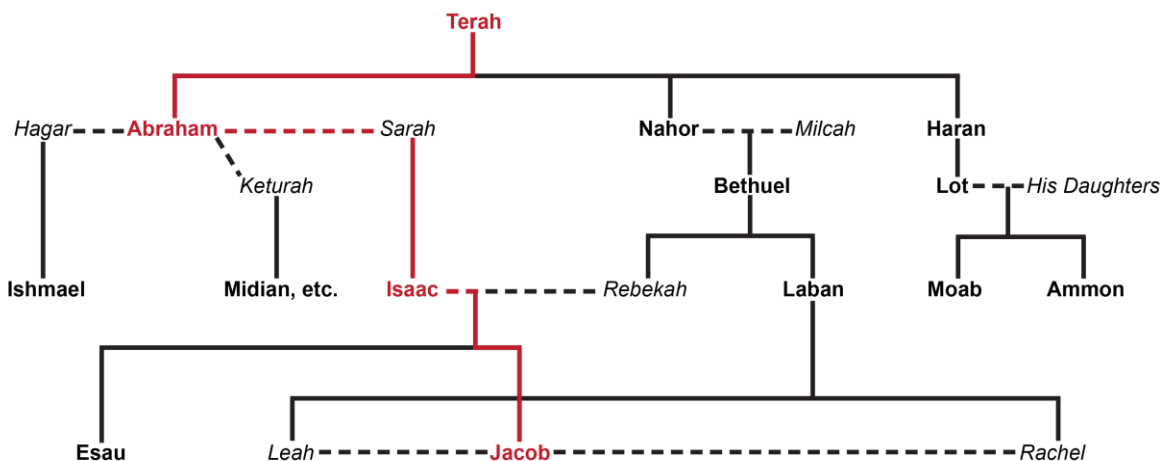 Terah
Hagar Abraham Sarah Nahor Milcah Haran
Keturah Bethuel Lot His Daughters
Ishmael Midian, etc. Isaac Rebekah Laban Moab Ammon
Esau Leah Jacob Rachel